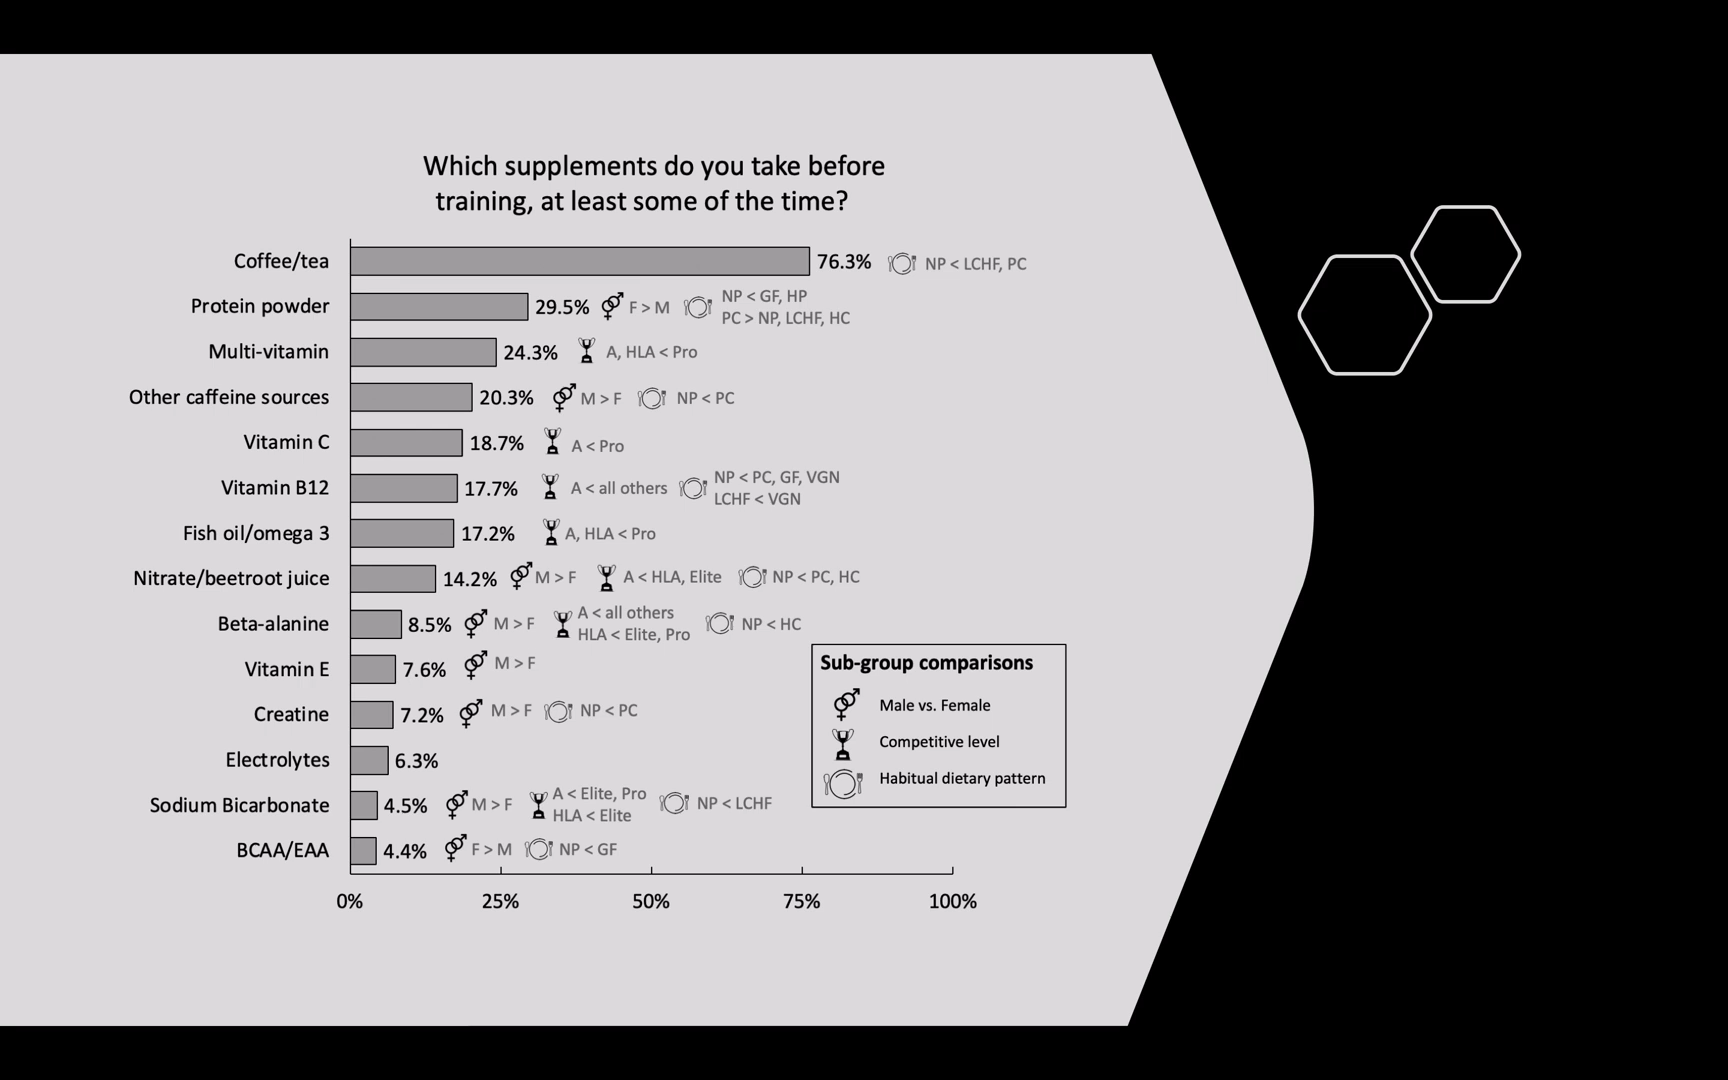 Which supplements do you take before
training, at least some of the time?
Coffee/tea 76.3% NP < LCHF, PC
Protein powder 29.5% F > M NP < GF, HP
PC > NP, LCHF, HC
Multi-vitamin 24.3% A, HLA < Pro
Other caffeine sources 20.3% M > F NP < PC
Vitamin C 18.7% A < Pro
Vitamin B12 17.7% A < all others NP < PC, GF, VGN
LCHF < VGN
Fish oil/omega 3 17.2% A, HLA < Pro
Nitrate/beetroot juice 14.2% M > F A < HLA, Elite NP < PC, HC
Beta-alanine 8.5% M > F A < all others NP < HC
HLA < Elite, Pro
Vitamin E 7.6% M > F
Creatine 7.2% M > F NP < PC
Electrolytes 6.3%
Sodium Bicarbonate 4.5% M > F A < Elite, Pro NP < LCHF
HLA < Elite
BCAA/EAA 4.4% F > M NP < GF
0% 25% 50% 75% 100%
Sub-group comparisons
Male vs. Female
Competitive level
Habitual dietary pattern